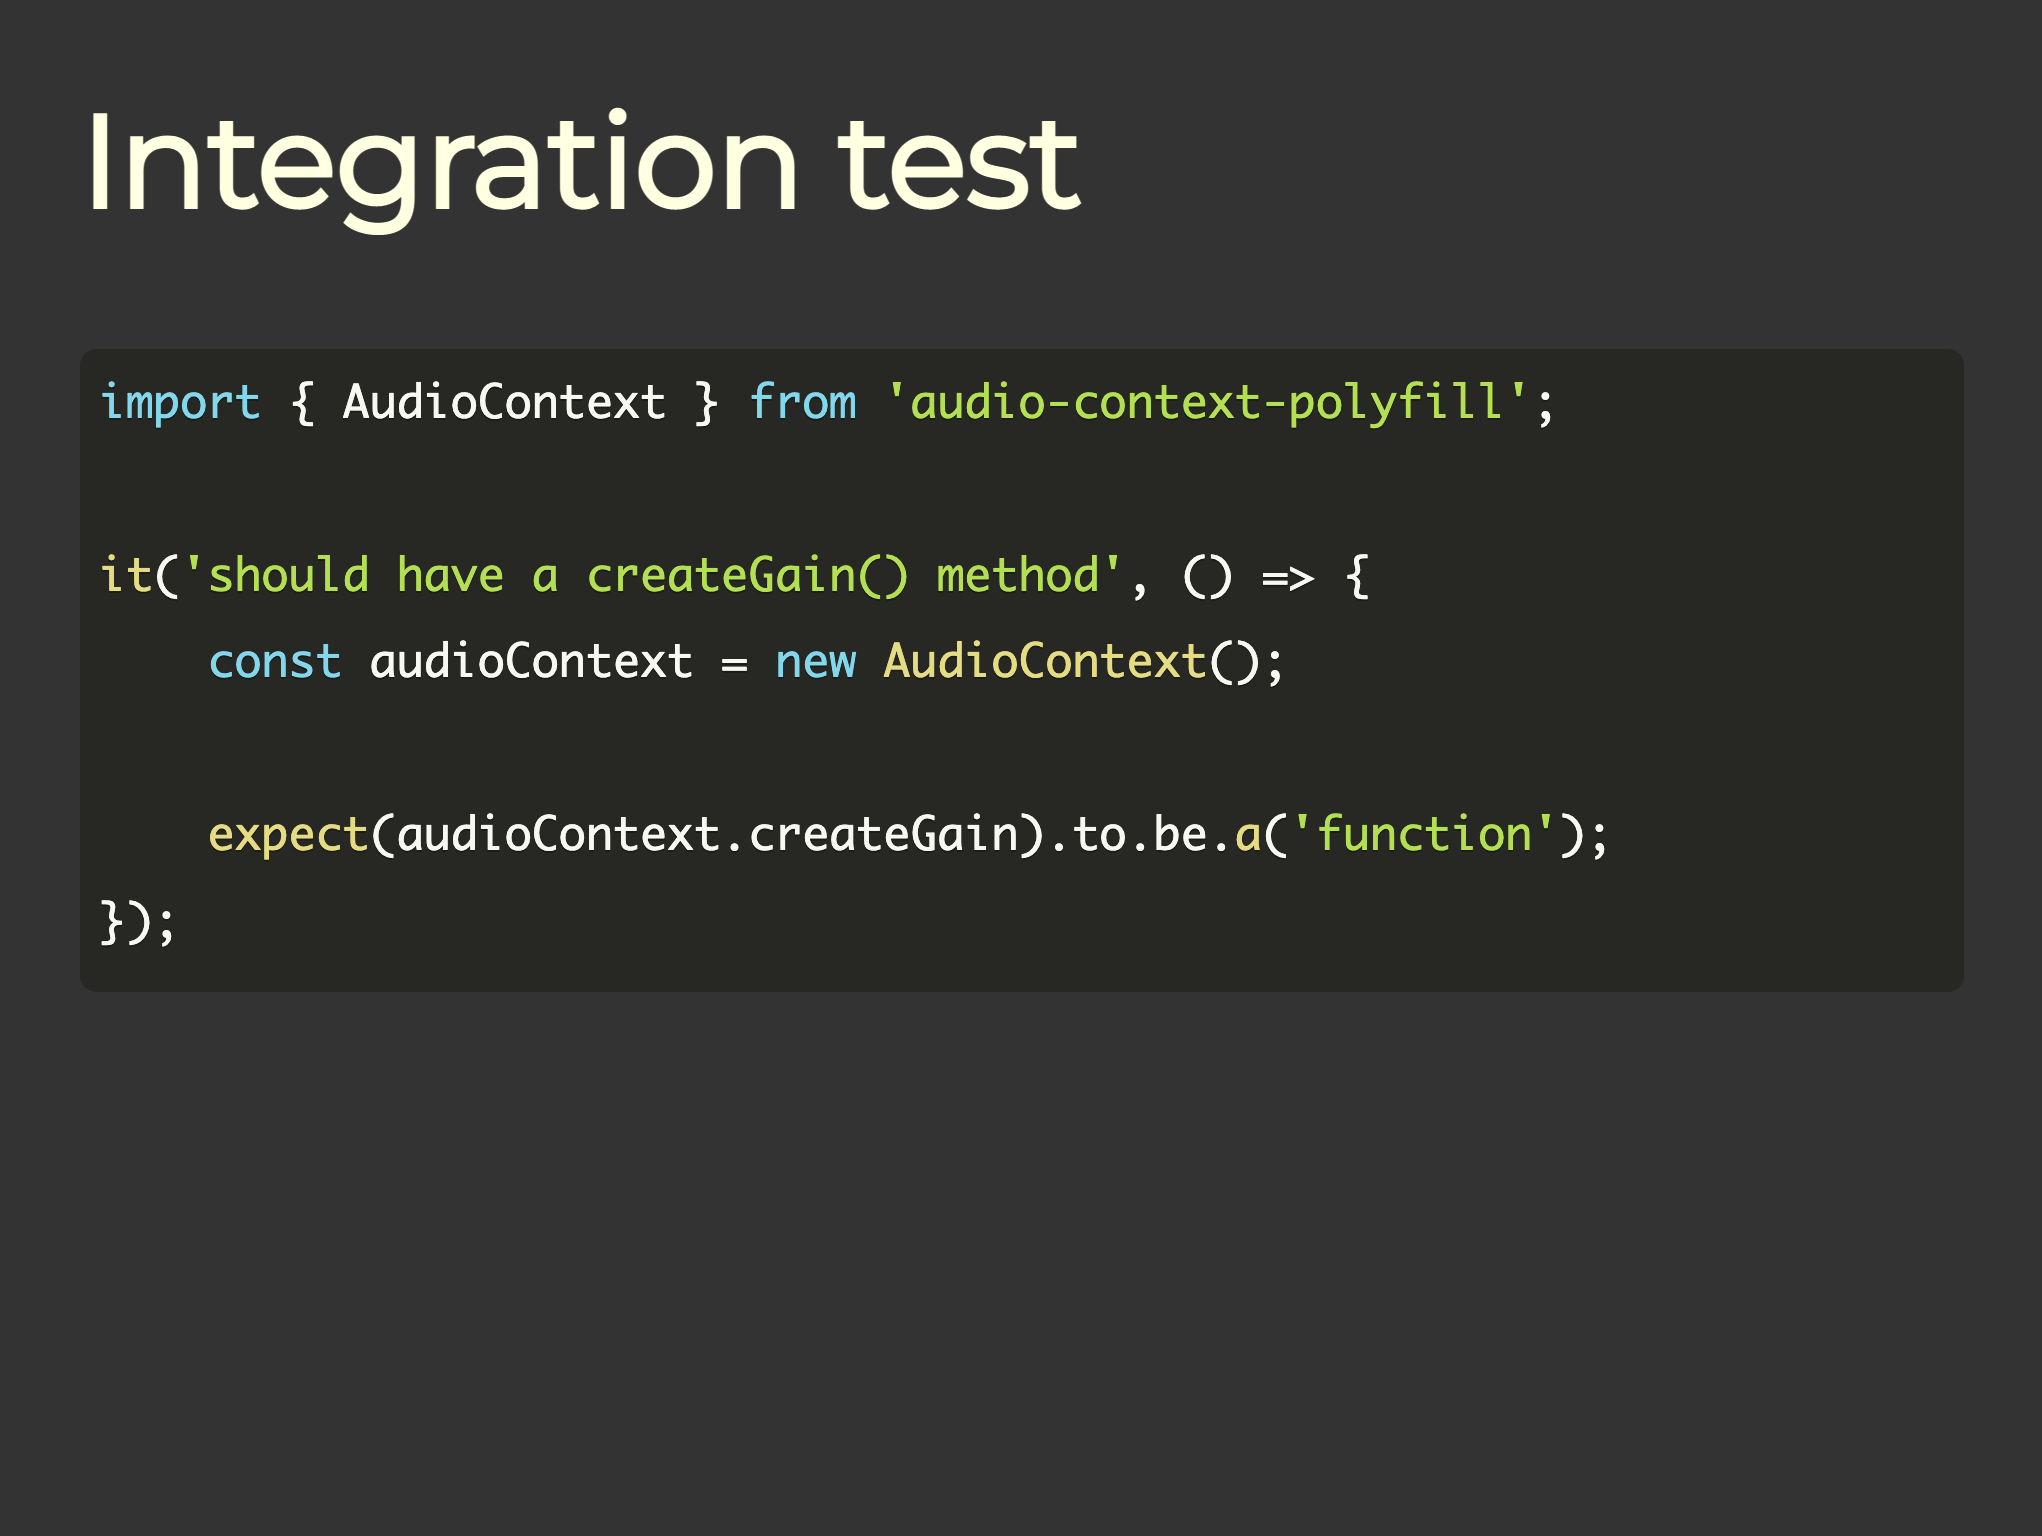 Integration test
import { AudioContext } from 'audio-context-polyfill';
it('should have a createGain() method', () => {
    const audioContext = new AudioContext();
    expect(audioContext.createGain).to.be.a('function');
});